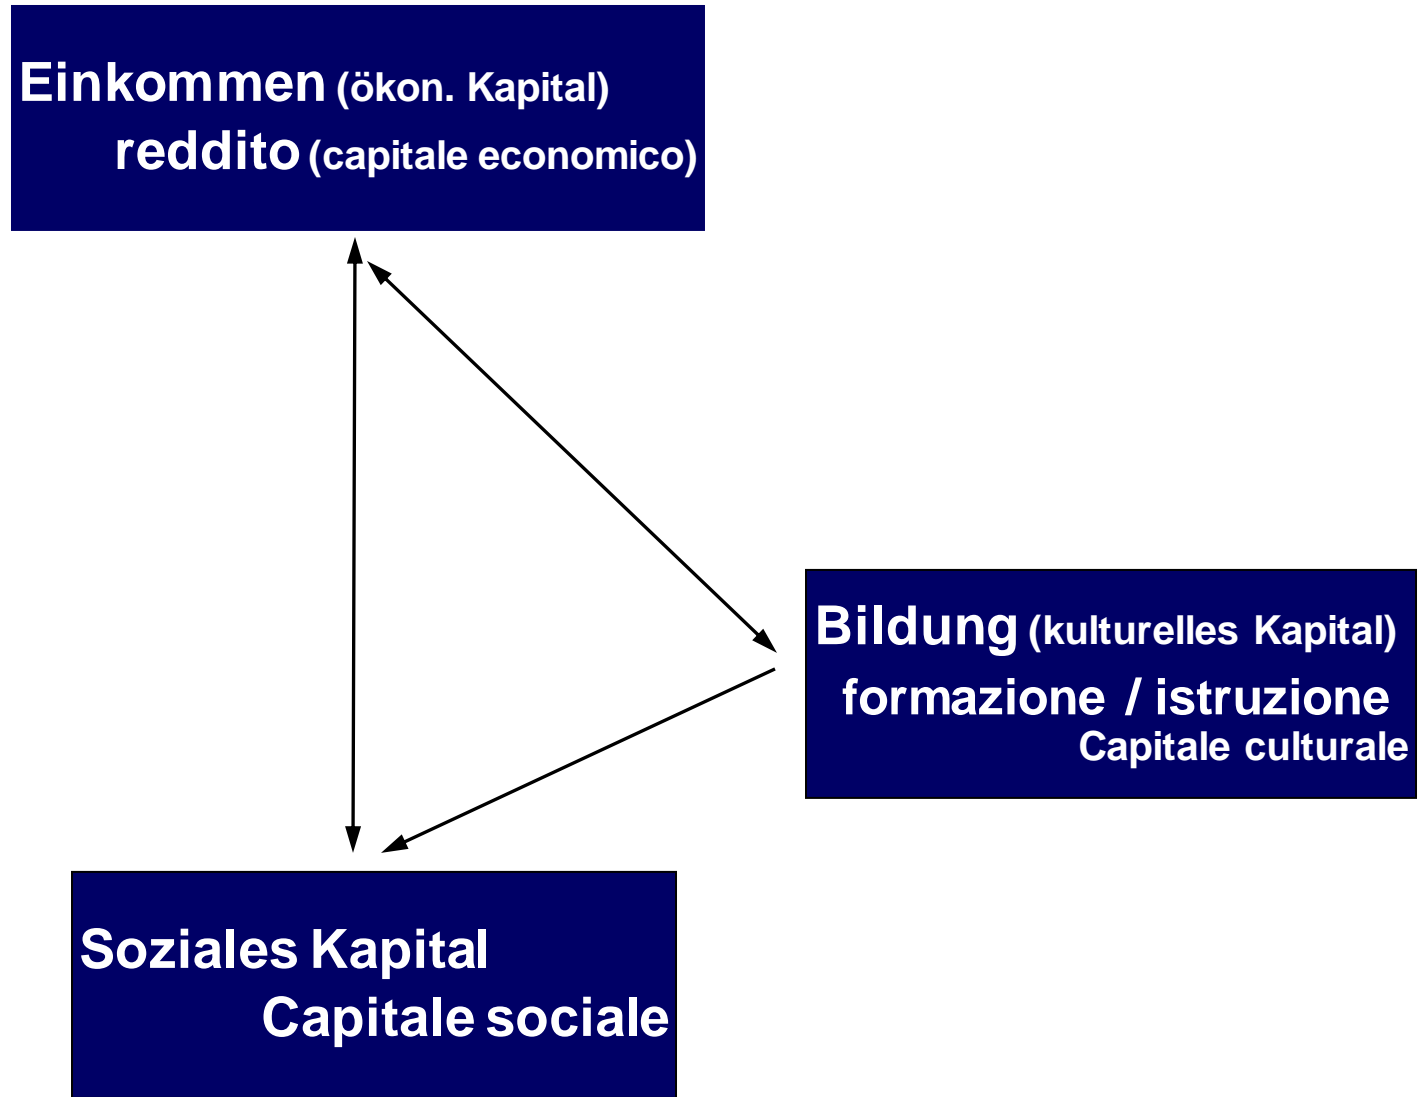 Einkommen (ökon. Kapital)
reddito (capitale economico)
Bildung (kulturelles Kapital)
formazione / istruzione
Capitale culturale
Soziales Kapital
Capitale sociale